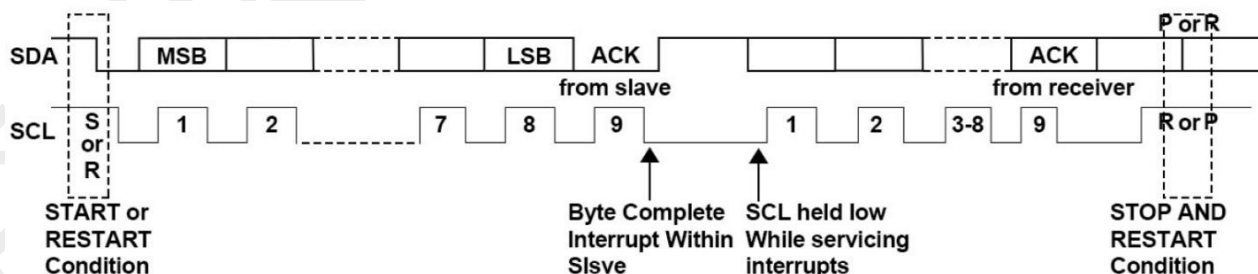 P or R
SDA MSB LSB ACK ACK
from slave from receiver
SCL S or R 1 2 7 8 9 1 2 3-8 9 R or P
START or RESTART Condition
Byte Complete Interrupt Within Slsve
SCL held low While servicing interrupts
STOP AND RESTART Condition